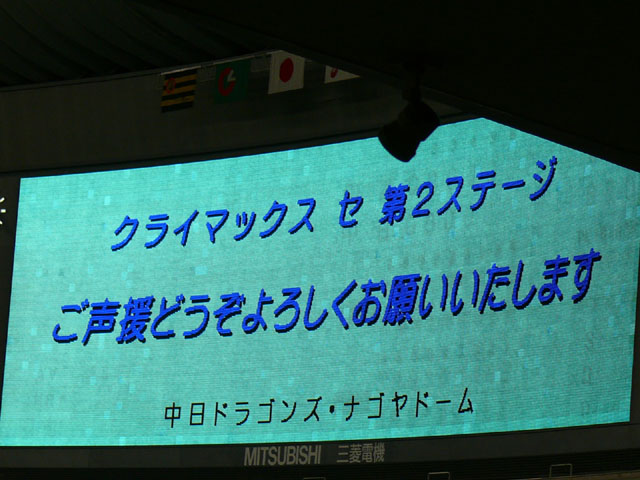 クライマックス セ 第2ステージ
ご声援どうぞよろしくお願いいたします
中日ドラゴンズ・ナゴヤドーム
MITSUBISHI 三菱電機